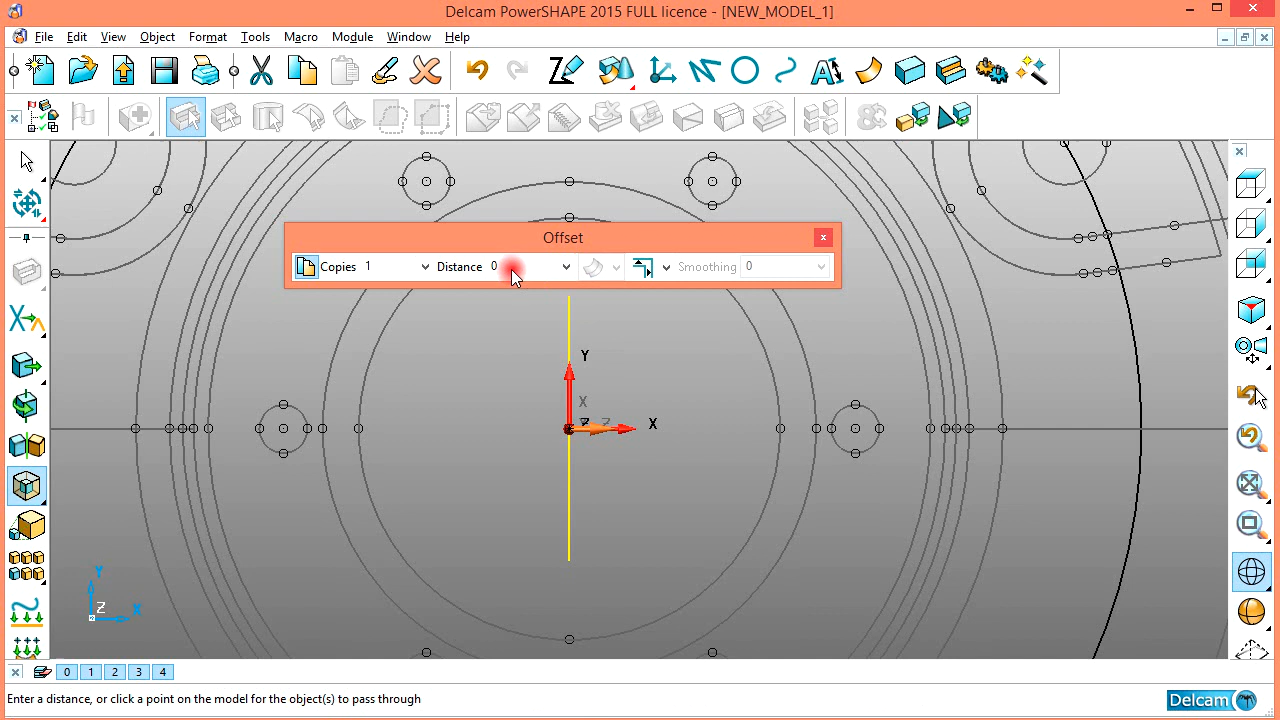 Delcam PowerSHAPE 2015 FULL licence - [NEW_MODEL_1]
File Edit View Object Format Tools Macro Module Window Help
Offset
Copies 1 Distance 0 Smoothing 0
Y
X
Z Z X
Y
Z X
0 1 2 3 4
Enter a distance, or click a point on the model for the object(s) to pass through
Delcam